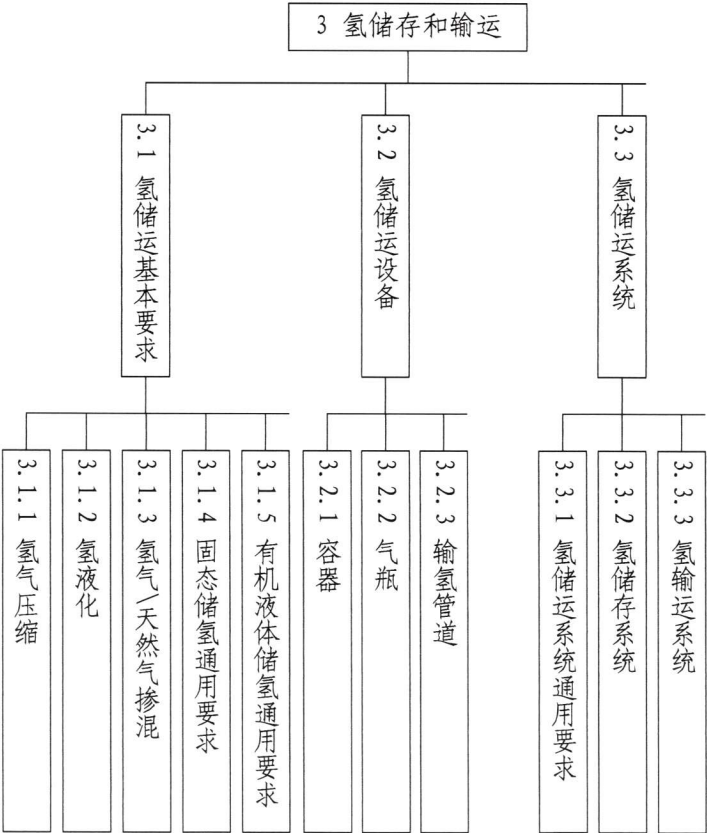 3 氢储存和输运
3.1 氢储运基本要求
3.2 氢储运设备
3.3 氢储运系统
3.1.1 氢气压缩
3.1.2 氢液化
3.1.3 氢气/天然气掺混
3.1.4 固态储氢通用要求
3.1.5 有机液体储氢通用要求
3.2.1 容器
3.2.2 气瓶
3.2.3 输氢管道
3.3.1 氢储运系统通用要求
3.3.2 氢储存系统
3.3.3 氢输运系统